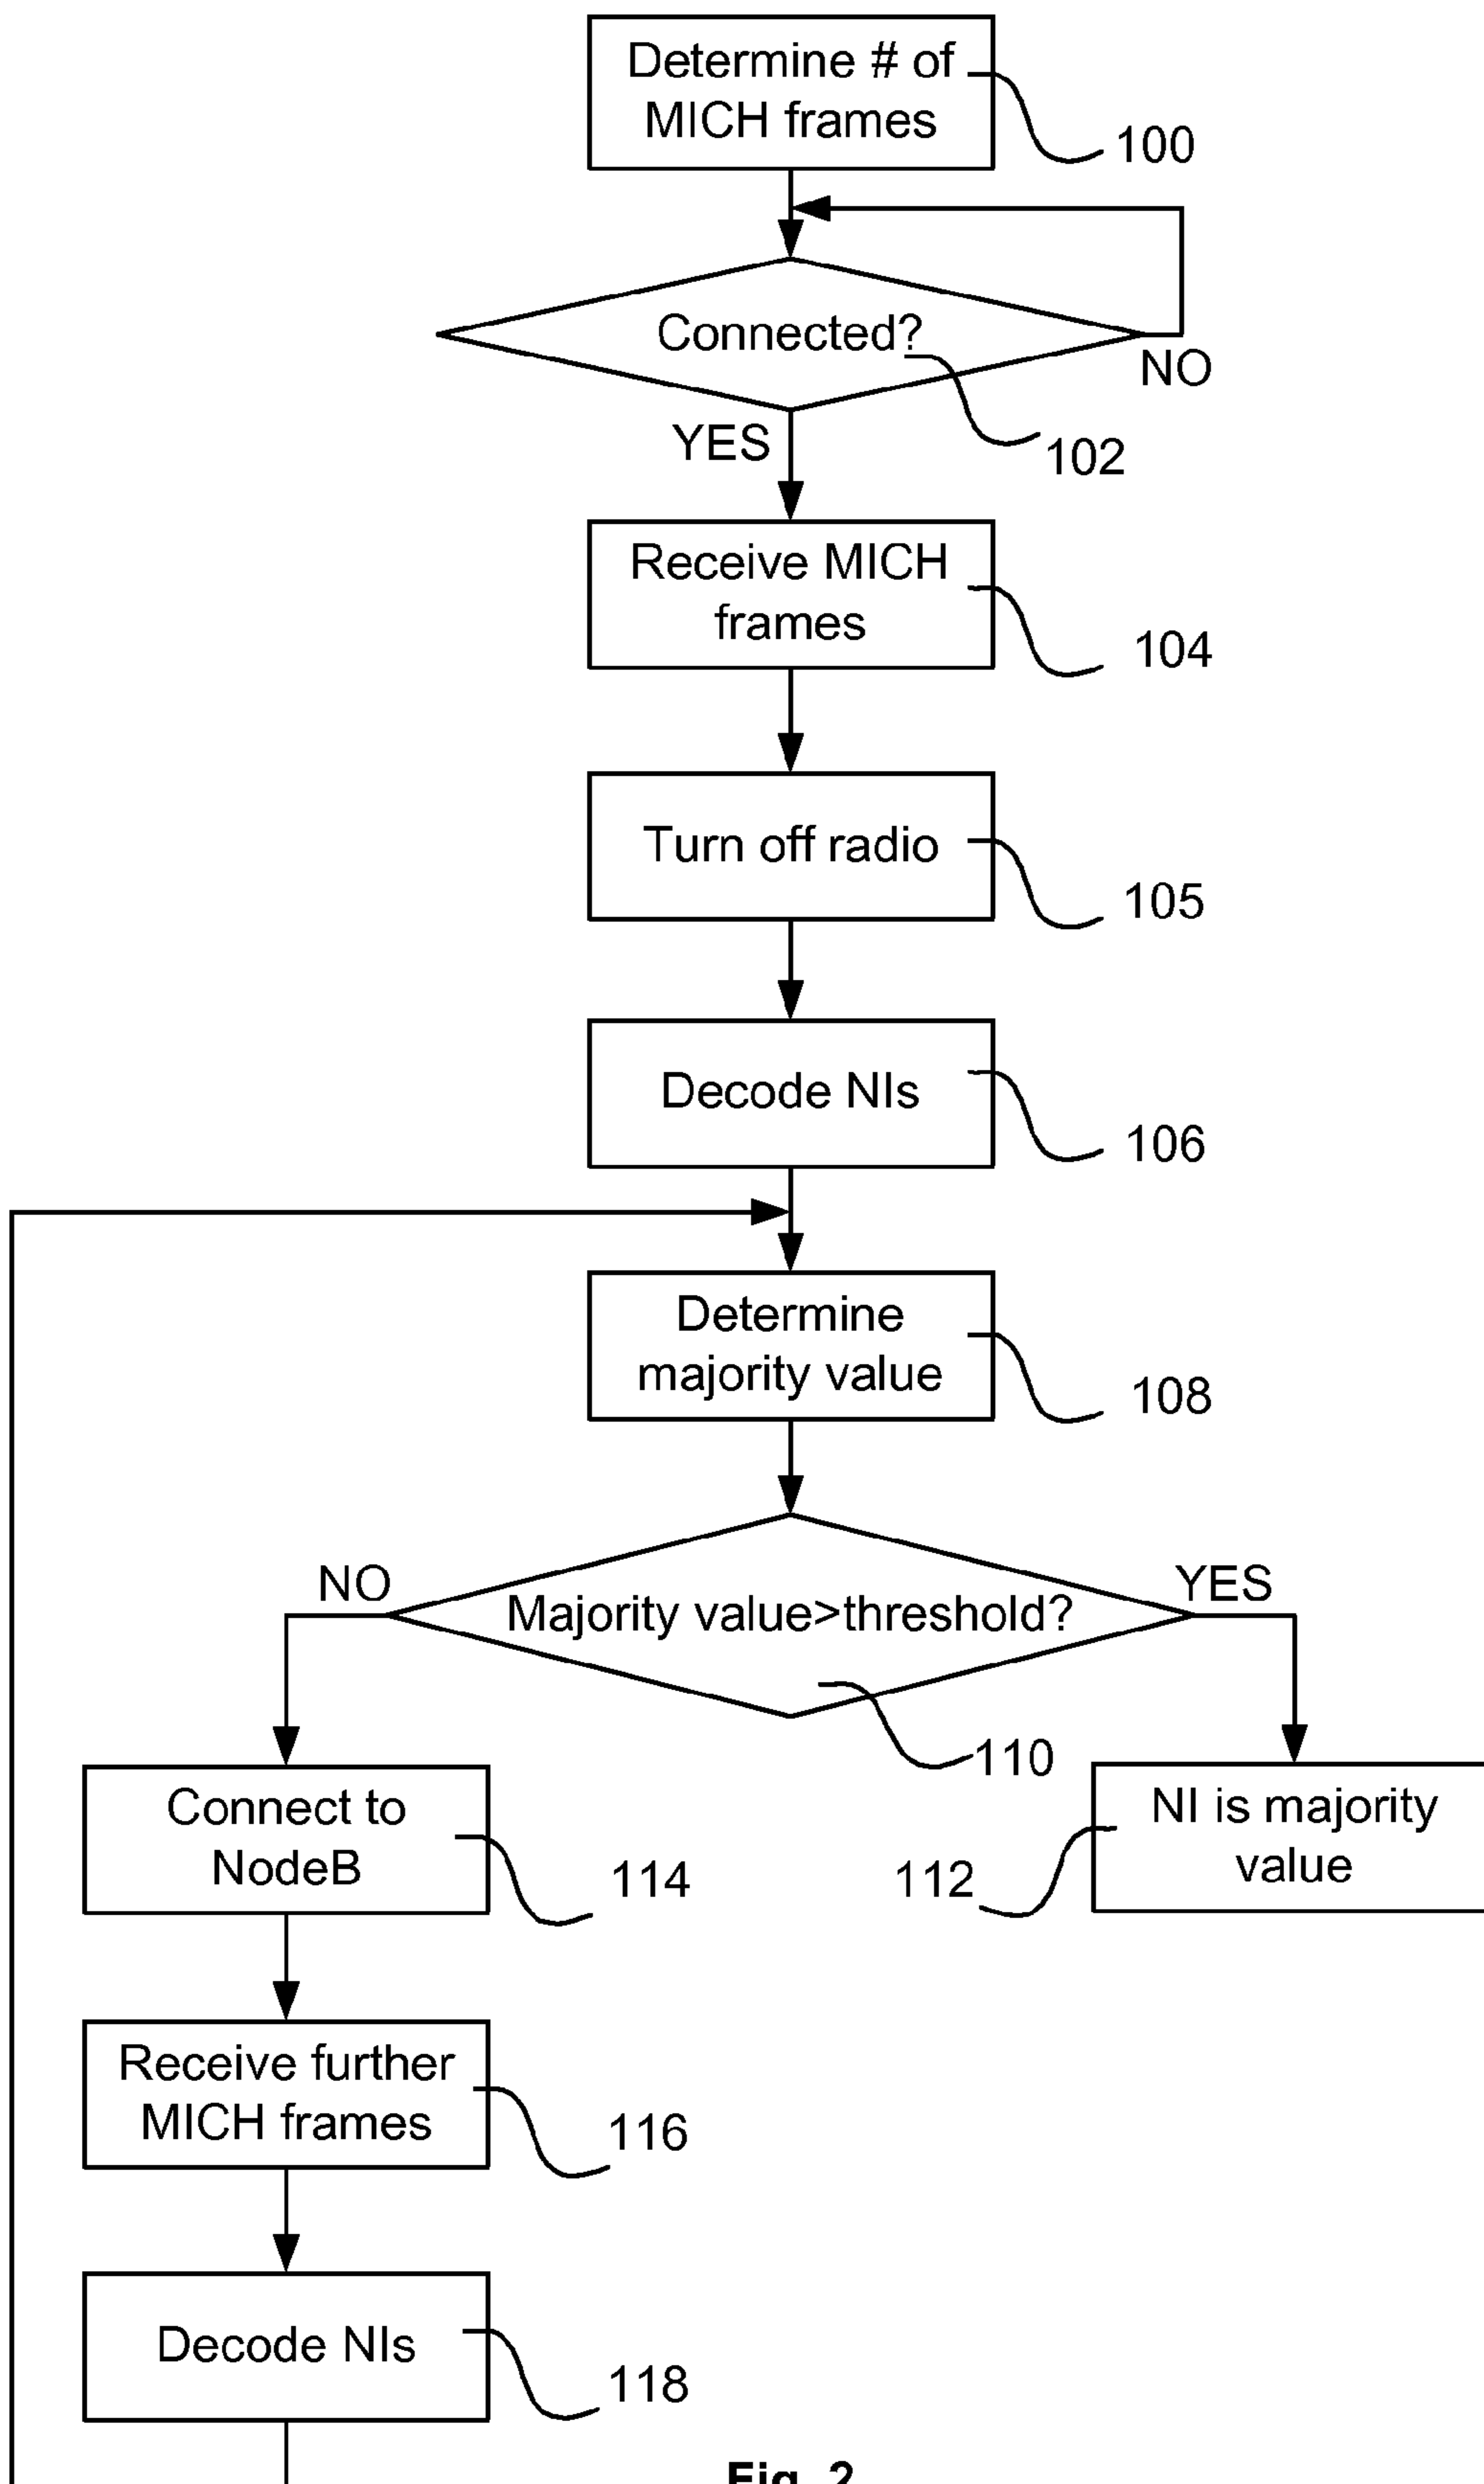 Determine # of
MICH frames
100
Connected?
NO
YES
102
Receive MICH
frames
104
Turn off radio
105
Decode NIs
106
Determine
majority value
108
NO
YES
Majority value>threshold?
110
Connect to
NodeB
114
NI is majority
value
112
Receive further
MICH frames
116
Decode NIs
118
Fig. 2